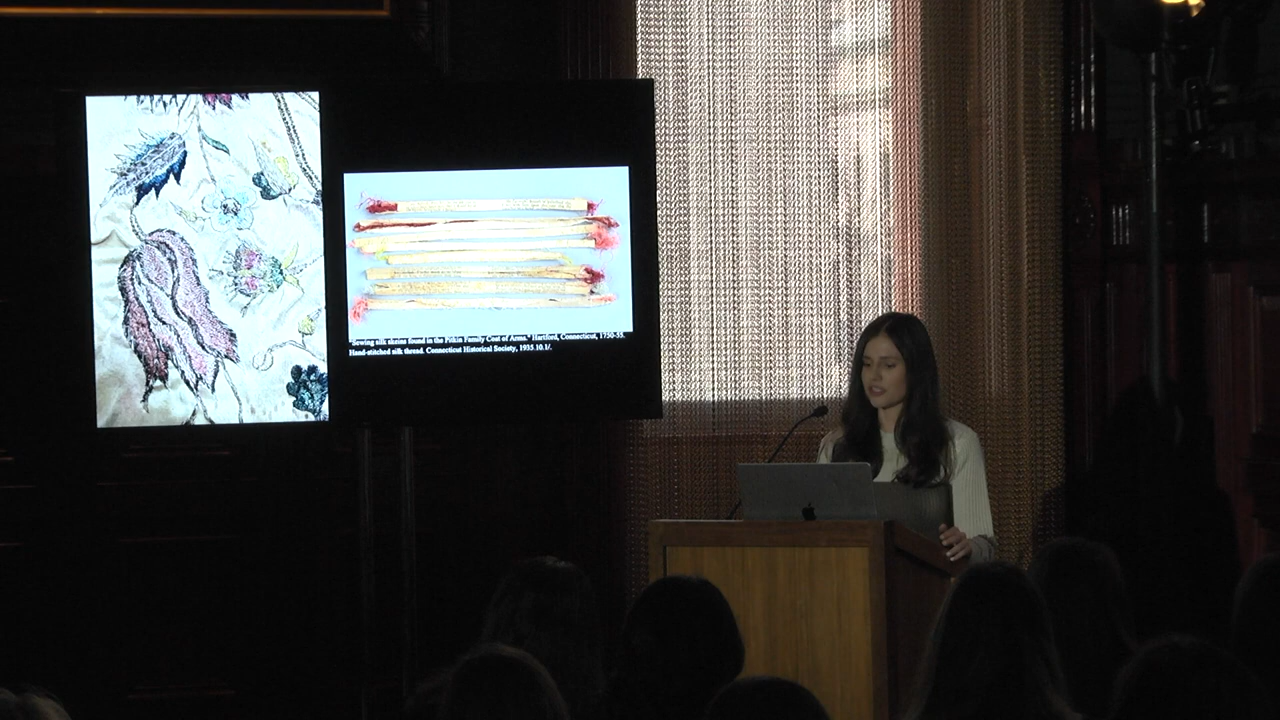 "Sewing silk skeins found in the Pitkin Family Coat of Arms." Hartford, Connecticut, 1750-55.
Hand-stitched silk thread. Connecticut Historical Society, 1935.10.1/.